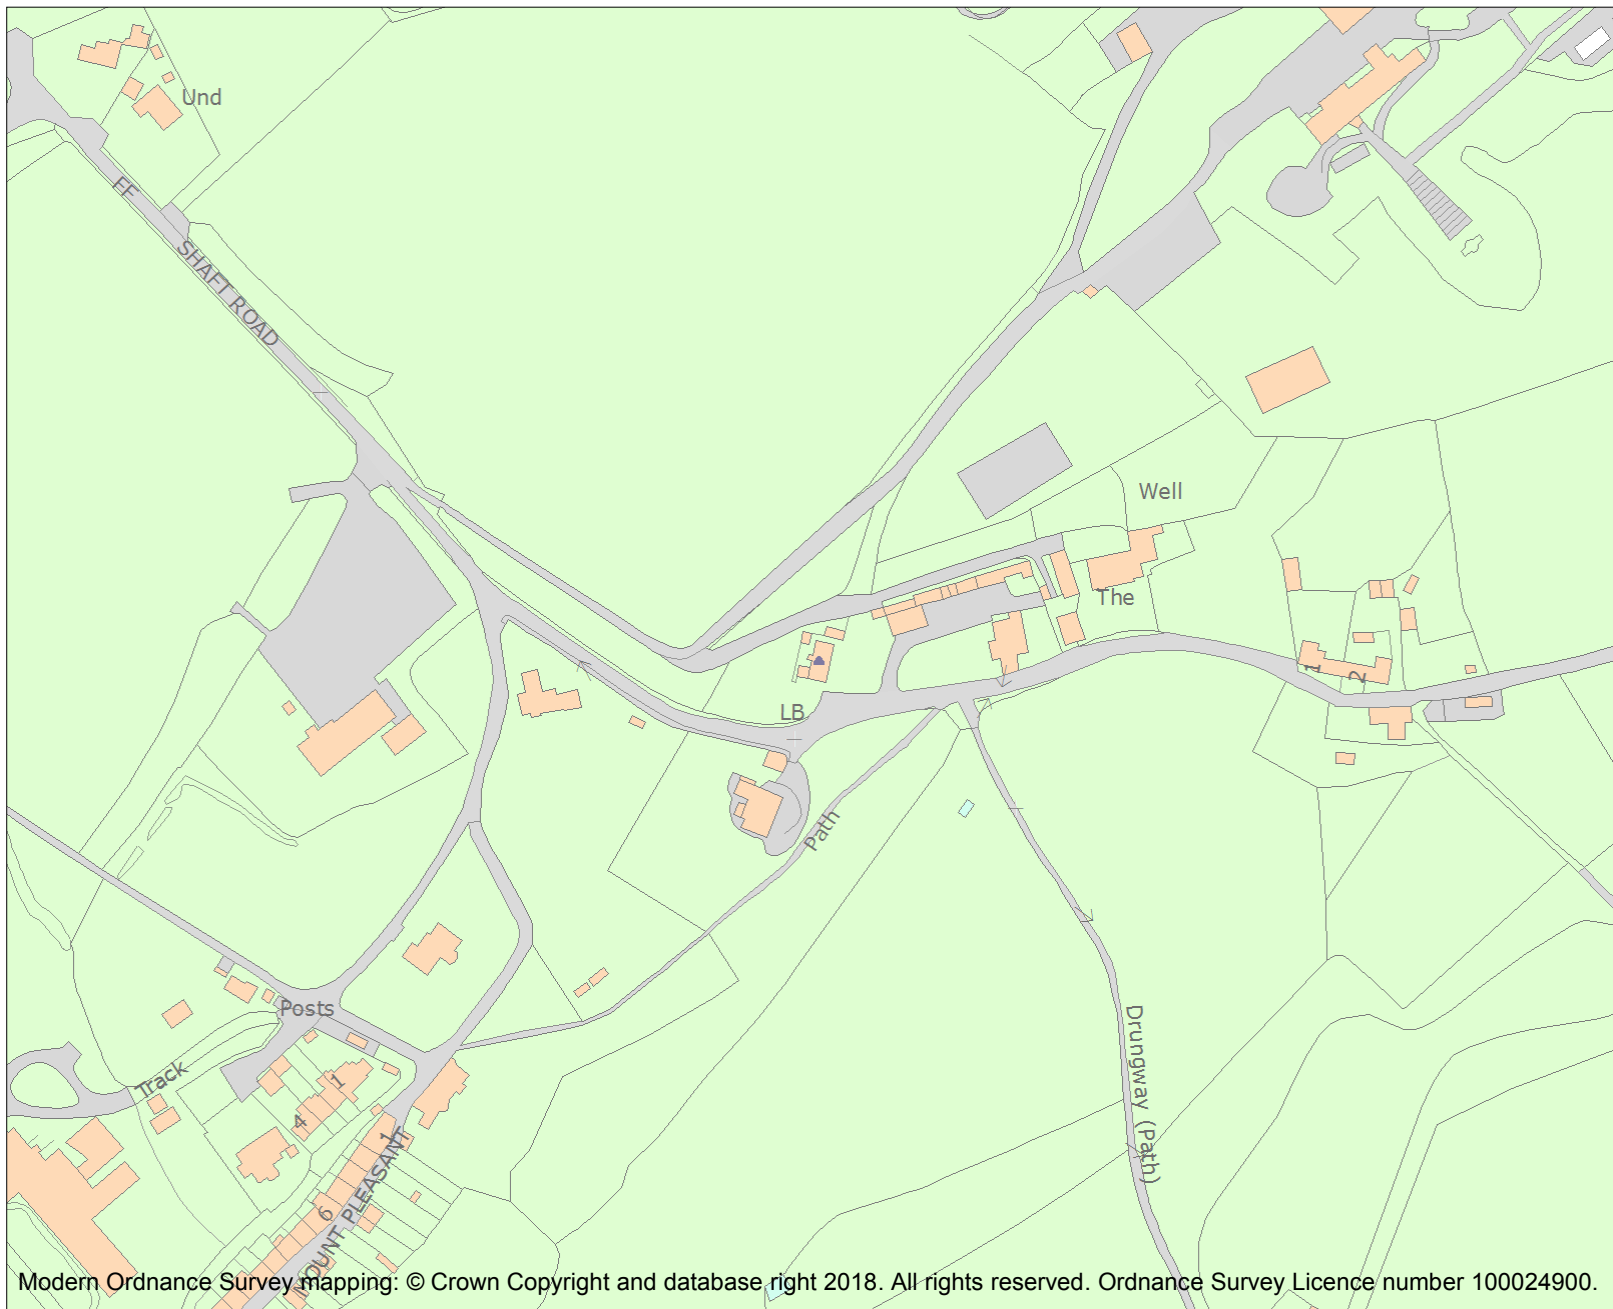 Und
FF
SHAFT ROAD
Well
The
1
2
LB
Path
Posts
Drungway (Path)
Track
1
4
1
6
MOUNT PLEASANT
Modern Ordnance Survey mapping: © Crown Copyright and database right 2018. All rights reserved. Ordnance Survey Licence number 100024900.